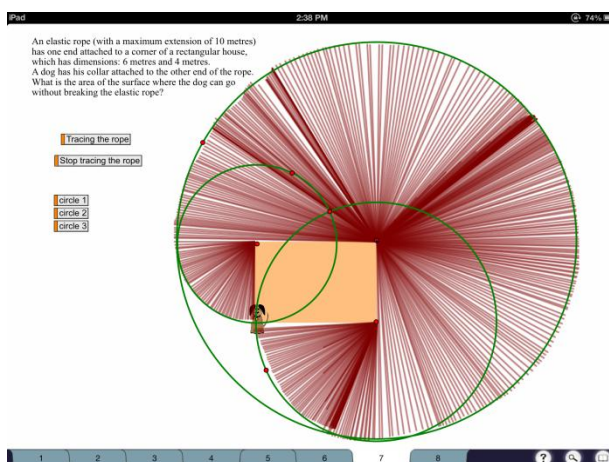 iPad
2:38 PM
74%
An elastic rope (with a maximum extension of 10 metres)
has one end attached to a corner of a rectangular house,
which has dimensions: 6 metres and 4 metres.
A dog has his collar attached to the other end of the rope.
What is the area of the surface where the dog can go
without breaking the elastic rope?
Tracing the rope
Stop tracing the rope
circle 1
circle 2
circle 3
1 2 3 4 5 6 7 8 ?